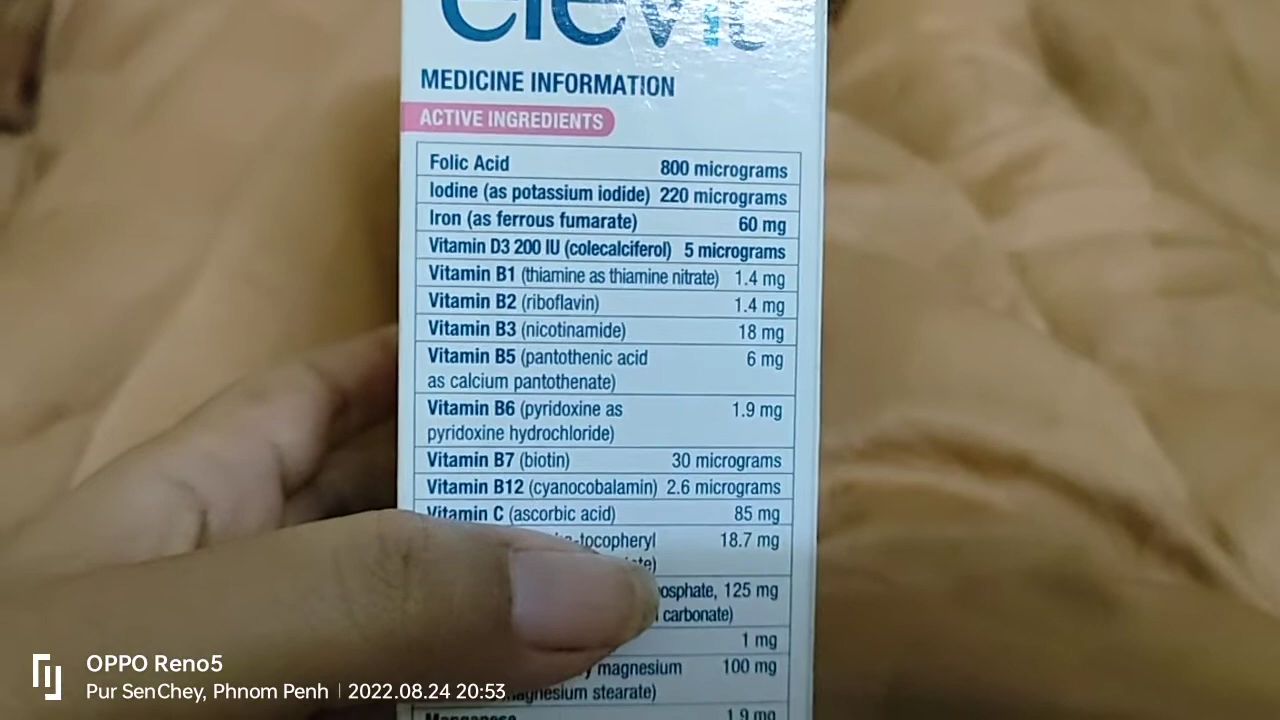 elevit
MEDICINE INFORMATION
ACTIVE INGREDIENTS
Folic Acid 800 micrograms
Iodine (as potassium iodide) 220 micrograms
Iron (as ferrous fumarate) 60 mg
Vitamin D3 200 IU (colecalciferol) 5 micrograms
Vitamin B1 (thiamine as thiamine nitrate) 1.4 mg
Vitamin B2 (riboflavin) 1.4 mg
Vitamin B3 (nicotinamide) 18 mg
Vitamin B5 (pantothenic acid 6 mg
as calcium pantothenate)
Vitamin B6 (pyridoxine as 1.9 mg
pyridoxine hydrochloride)
Vitamin B7 (biotin) 30 micrograms
Vitamin B12 (cyanocobalamin) 2.6 micrograms
Vitamin C (ascorbic acid) 85 mg
-tocopheryl 18.7 mg
osphate, 125 mg
carbonate)
1 mg
magnesium 100 mg
magnesium stearate)
Manganese 1.9 mg
OPPO Reno5
Pur SenChey, Phnom Penh | 2022.08.24 20:53